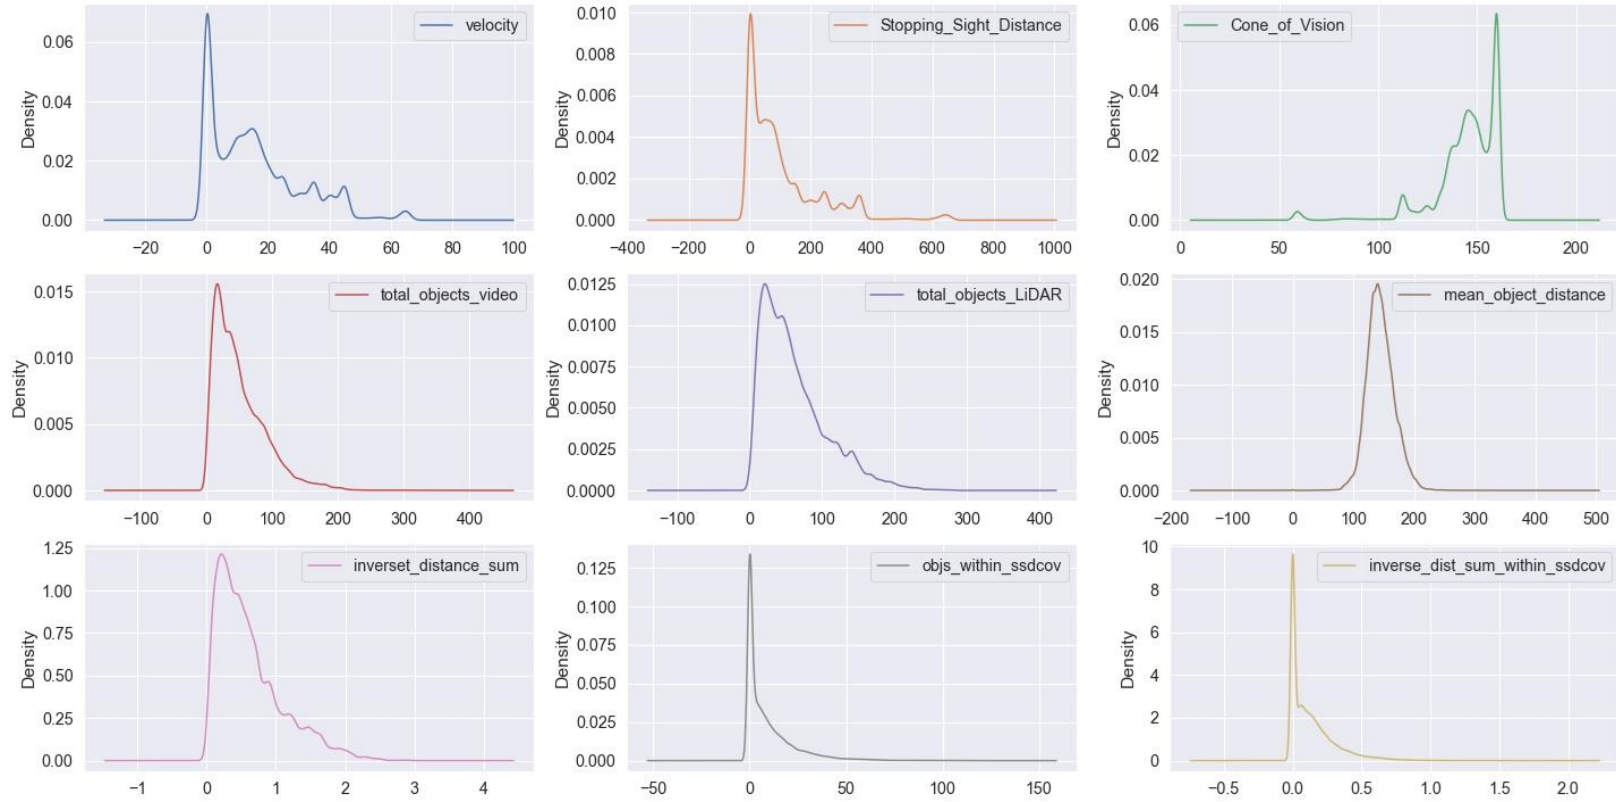 velocity
Density
0.06
0.04
0.02
0.00
−20 0 20 40 60 80 100
Stopping_Sight_Distance
Density
0.010
0.008
0.006
0.004
0.002
0.000
−400 −200 0 200 400 600 800 1000
Cone_of_Vision
Density
0.06
0.04
0.02
0.00
0 50 100 150 200
total_objects_video
Density
0.015
0.010
0.005
0.000
−100 0 100 200 300 400
total_objects_LiDAR
Density
0.0125
0.0100
0.0075
0.0050
0.0025
0.0000
−100 0 100 200 300 400
mean_object_distance
Density
0.020
0.015
0.010
0.005
0.000
−200 −100 0 100 200 300 400 500
inverset_distance_sum
Density
1.25
1.00
0.75
0.50
0.25
0.00
−1 0 1 2 3 4
objs_within_ssdcov
Density
0.125
0.100
0.075
0.050
0.025
0.000
−50 0 50 100 150
inverse_dist_sum_within_ssdcov
Density
10
8
6
4
2
0
−0.5 0.0 0.5 1.0 1.5 2.0